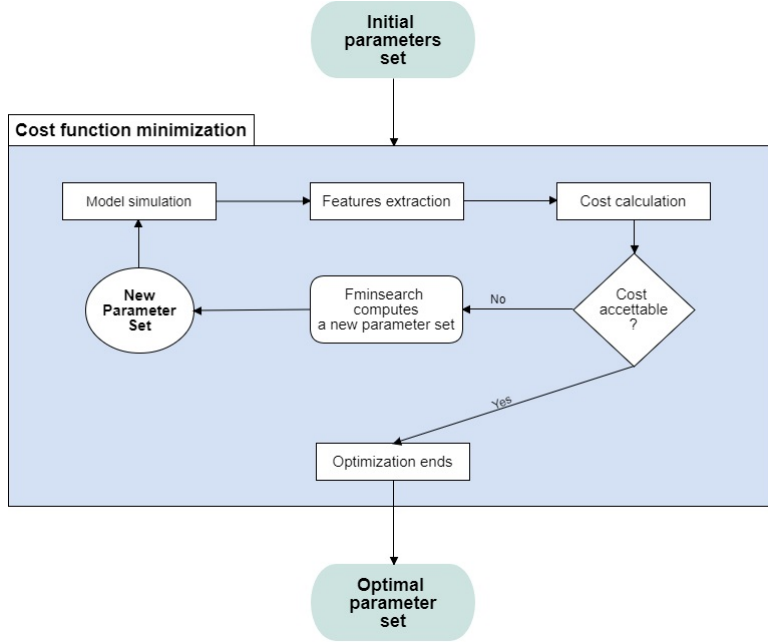 Initial
parameters
set
Cost function minimization
Model simulation
Features extraction
Cost calculation
New
Parameter
Set
Fminsearch
computes
a new parameter set
No
Cost
accettable
?
Yes
Optimization ends
Optimal
parameter
set